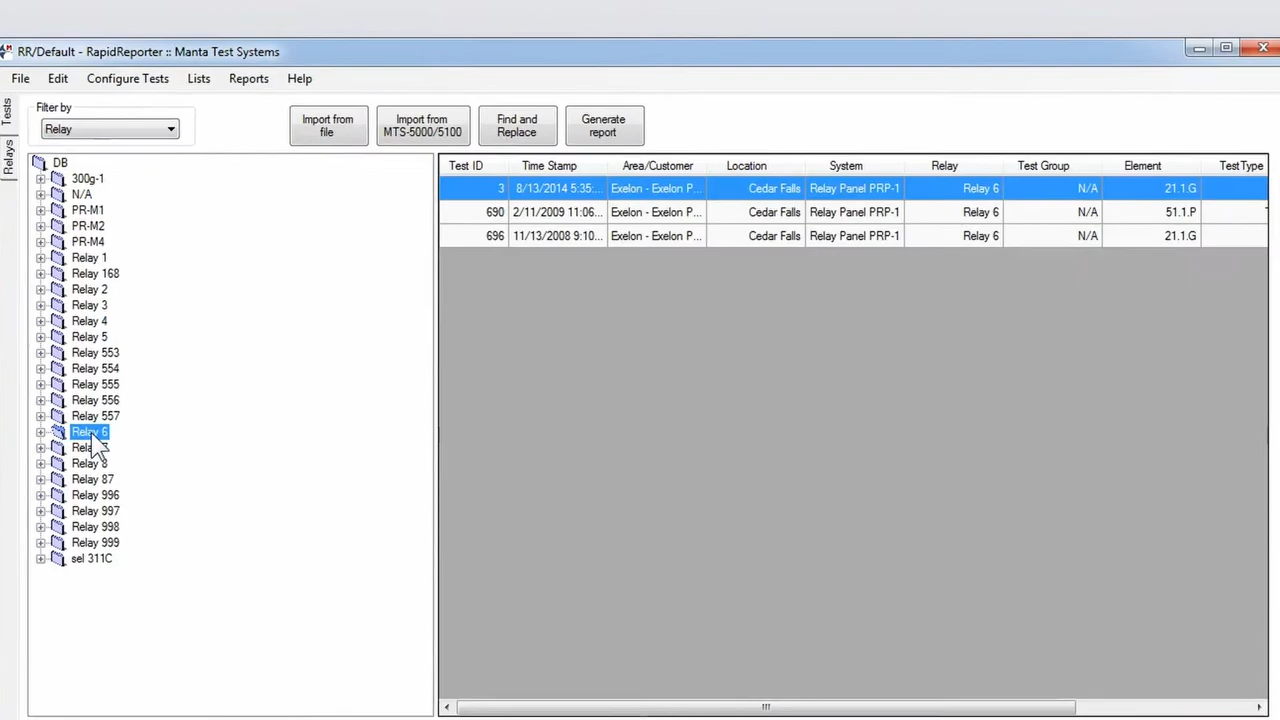 RR/Default - RapidReporter :: Manta Test Systems
File Edit Configure Tests Lists Reports Help
Tests
Relays
Filter by
Relay
Import from file
Import from MTS-5000/5100
Find and Replace
Generate report
DB
300g-1
N/A
PR-M1
PR-M2
PR-M4
Relay 1
Relay 168
Relay 2
Relay 3
Relay 4
Relay 5
Relay 553
Relay 554
Relay 555
Relay 556
Relay 557
Relay 6
Rela
Relay 8
Relay 87
Relay 996
Relay 997
Relay 998
Relay 999
sel 311C
Test ID Time Stamp Area/Customer Location System Relay Test Group Element TestType
3 8/13/2014 5:35:... Exelon - Exelon P... Cedar Falls Relay Panel PRP-1 Relay 6 N/A 21.1.G
690 2/11/2009 11:06... Exelon - Exelon P... Cedar Falls Relay Panel PRP-1 Relay 6 N/A 51.1.P
696 11/13/2008 9:10... Exelon - Exelon P... Cedar Falls Relay Panel PRP-1 Relay 6 N/A 21.1.G